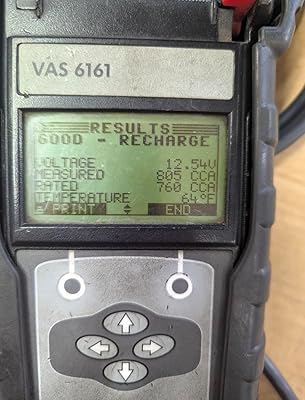 VAS 6161
RESULTS
GOOD - RECHARGE
VOLTAGE 12.54V
MEASURED 805 CCA
RATED 760 CCA
TEMPERATURE 64°F
PRINT END